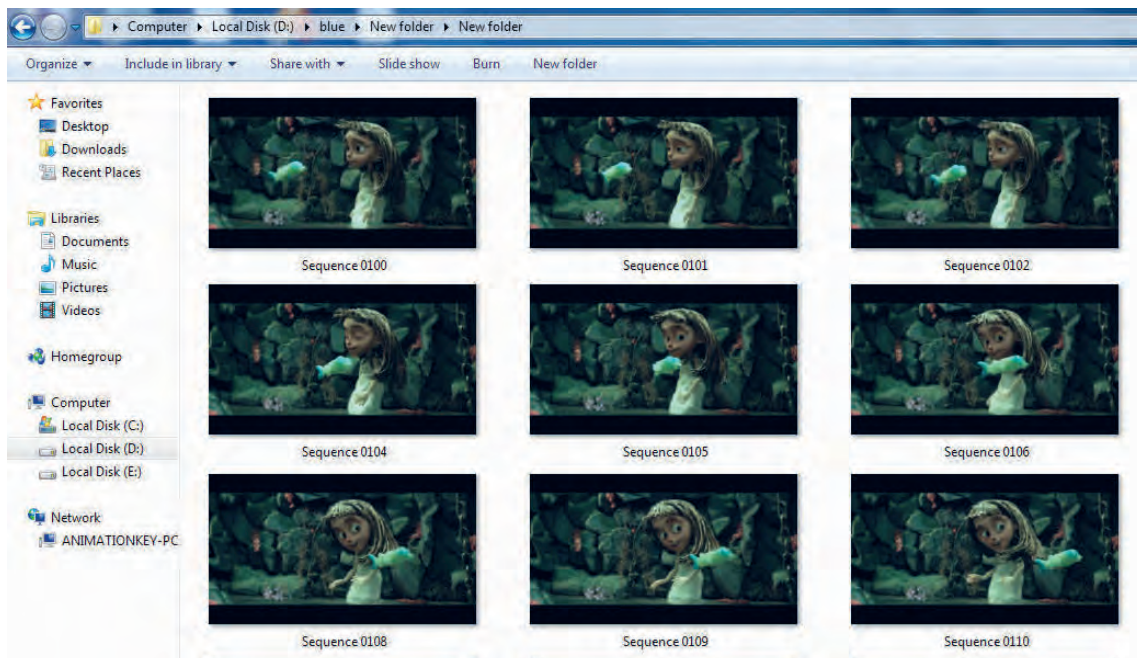 Computer Local Disk (D:) blue New folder New folder
Organize Include in library Share with Slide show Burn New folder
Favorites
Desktop
Downloads
Recent Places
Libraries
Documents
Music
Pictures
Videos
Homegroup
Computer
Local Disk (C:)
Local Disk (D:)
Local Disk (E:)
Network
ANIMATIONKEY-PC
Sequence 0100 Sequence 0101 Sequence 0102
Sequence 0104 Sequence 0105 Sequence 0106
Sequence 0108 Sequence 0109 Sequence 0110